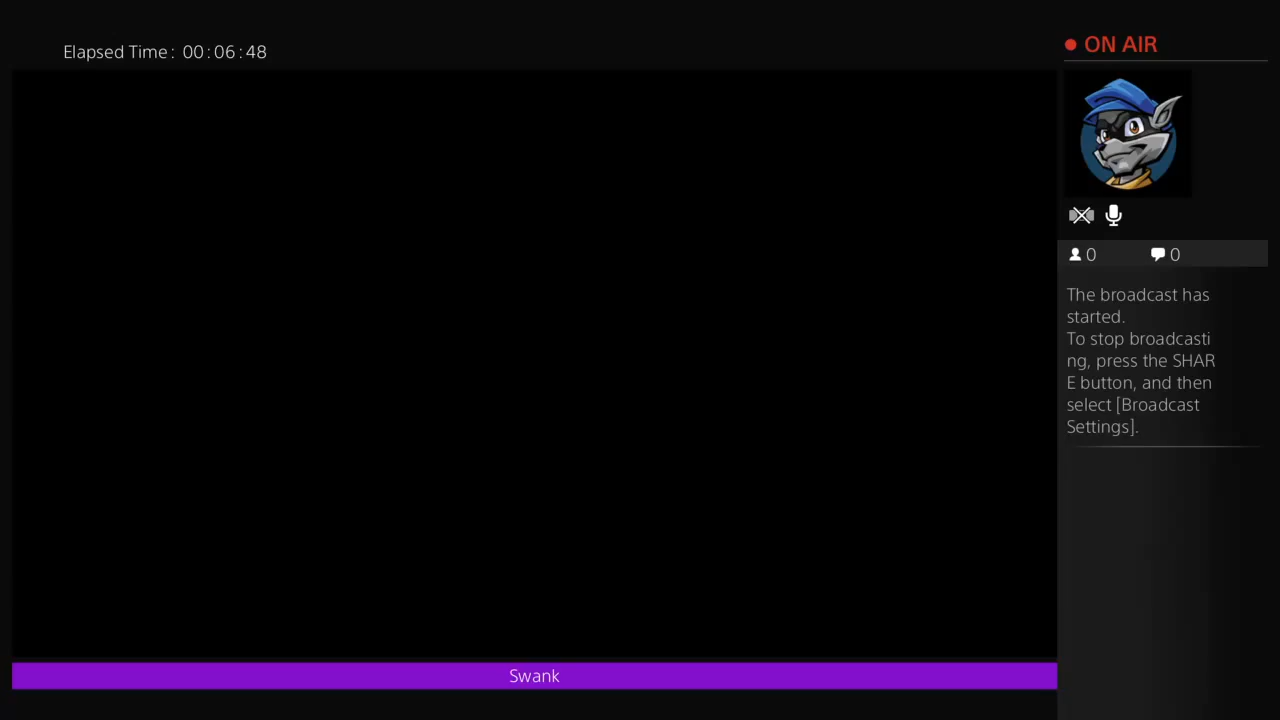 Elapsed Time: 00:06:48
ON AIR
0 0
The broadcast has
started.
To stop broadcasti
ng, press the SHAR
E button, and then
select [Broadcast
Settings].
Swank